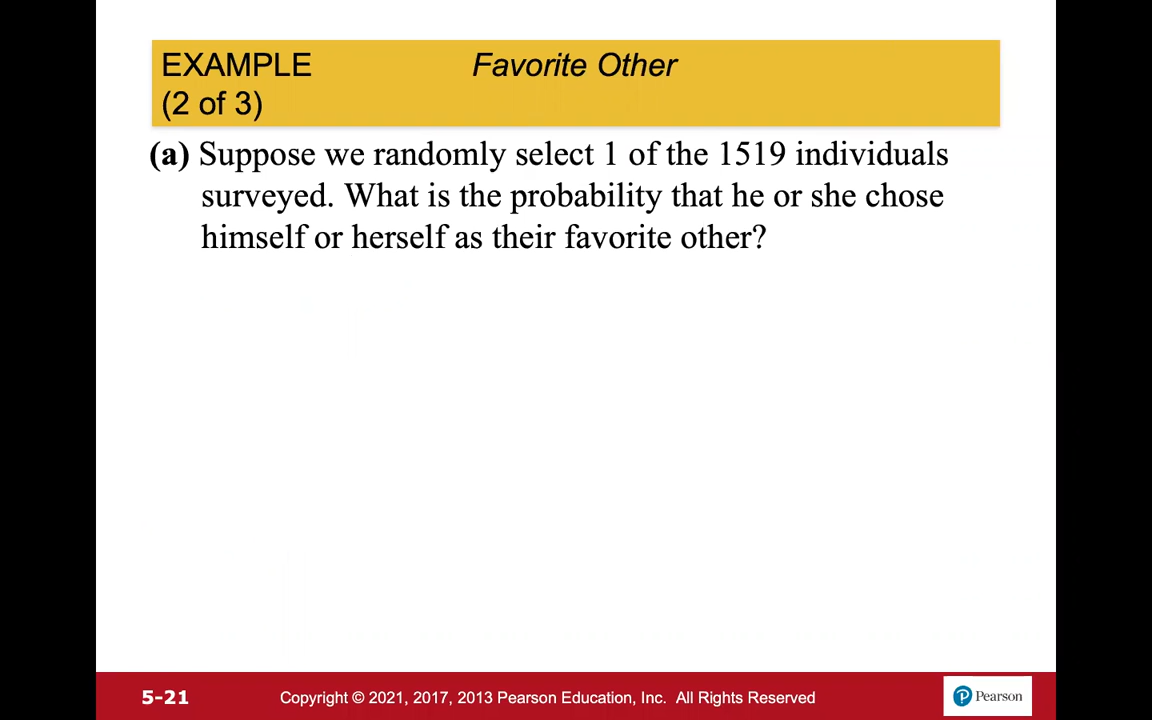 EXAMPLE Favorite Other
(2 of 3)
(a) Suppose we randomly select 1 of the 1519 individuals
surveyed. What is the probability that he or she chose
himself or herself as their favorite other?
5-21 Copyright © 2021, 2017, 2013 Pearson Education, Inc. All Rights Reserved Pearson